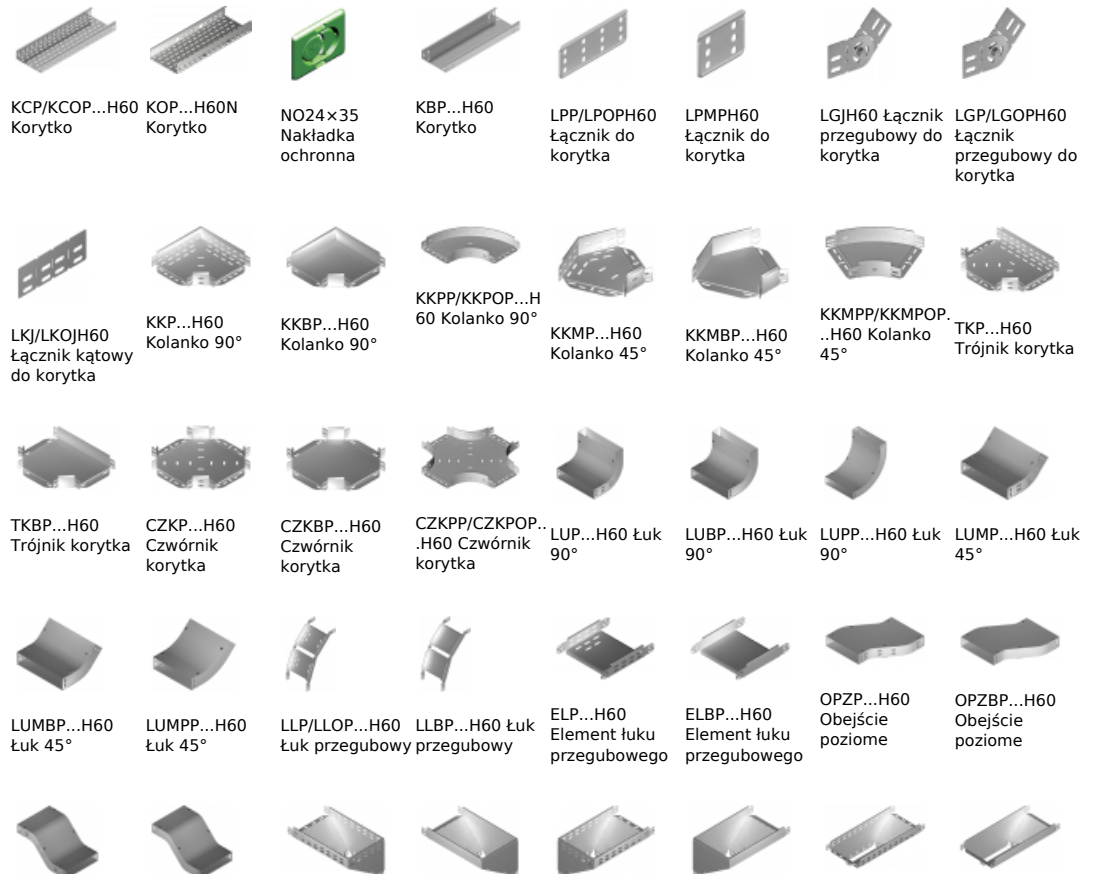 KCP/KCOP...H60
Korytko
KOP...H60N
Korytko
NO24×35
Nakładka
ochronna
KBP...H60
Korytko
LPP/LPOPH60
Łącznik do
korytka
LPMPH60
Łącznik do
korytka
LGJH60 Łącznik
przegubowy do
korytka
LGP/LGOPH60
Łącznik
przegubowy do
korytka
LKJ/LKOJH60
Łącznik kątowy
do korytka
KKP...H60
Kolanko 90°
KKBP...H60
Kolanko 90°
KKPP/KKPOP...H
60 Kolanko 90°
KKMP...H60
Kolanko 45°
KKMBP...H60
Kolanko 45°
KKMPP/KKMPOP.
..H60 Kolanko
45°
TKP...H60
Trójnik korytka
TKBP...H60
Trójnik korytka
CZKP...H60
Czwórnik
korytka
CZKBP...H60
Czwórnik
korytka
CZKPP/CZKPOP..
.H60 Czwórnik
korytka
LUP...H60 Łuk
90°
LUBP...H60 Łuk
90°
LUPP...H60 Łuk
90°
LUMP...H60 Łuk
45°
LUMBP...H60
Łuk 45°
LUMPP...H60
Łuk 45°
LLP/LLOP...H60
Łuk przegubowy
LLBP...H60 Łuk
przegubowy
ELP...H60
Element łuku
przegubowego
ELBP...H60
Element łuku
przegubowego
OPZP...H60
Obejście
poziome
OPZBP...H60
Obejście
poziome